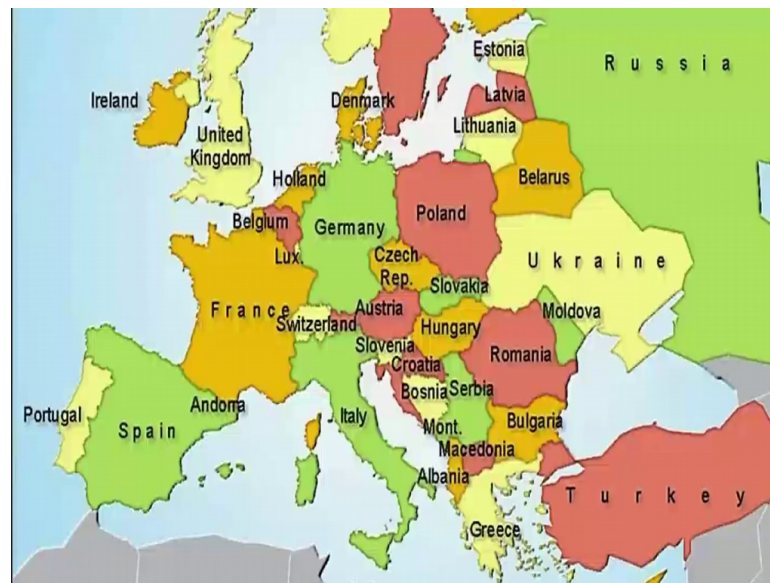 Estonia
Russia
Ireland
Denmark
Latvia
Lithuania
United
Kingdom
Holland
Belarus
Belgium
Germany
Poland
Lux.
Czech
Rep.
Ukraine
Slovakia
France
Switzerland
Austria
Moldova
Hungary
Slovenia
Croatia
Romania
Bosnia
Serbia
Portugal
Spain
Andorra
Italy
Mont.
Bulgaria
Macedonia
Albania
Turkey
Greece